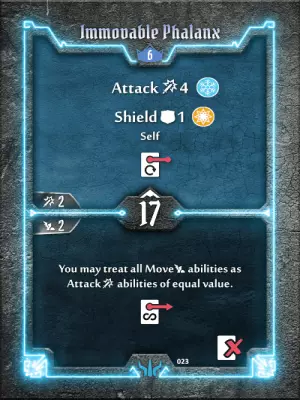 Immovable Phalanx
6
Attack 4
Shield 1
Self
2
17
2
You may treat all Move abilities as
Attack abilities of equal value.
S
023